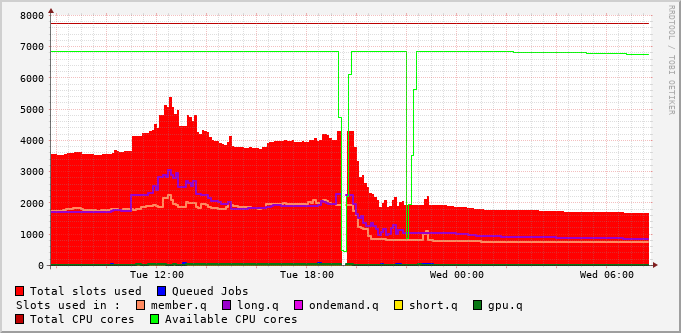 8000
7000
6000
5000
4000
3000
2000
1000
0
Tue 12:00 Tue 18:00 Wed 00:00 Wed 06:00
RRDTOOL / TOBI OETIKER
Total slots used Queued Jobs
Slots used in : member.q long.q ondemand.q short.q gpu.q
Total CPU cores Available CPU cores